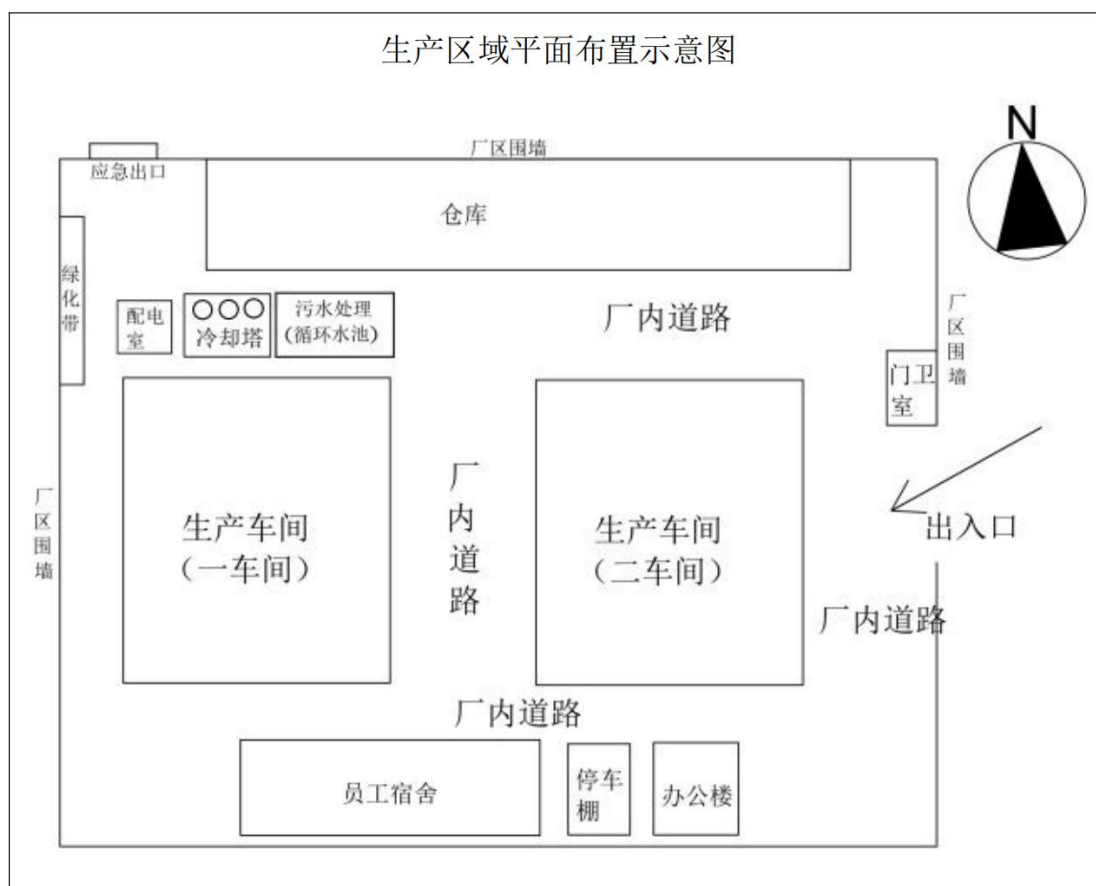 生产区域平面布置示意图
N
厂区围墙
应急出口
仓库
绿化带
配电
室
冷却塔
污水处理
(循环水池)
厂内道路
厂区围墙
门卫
室
厂内道路
生产车间
(一车间)
生产车间
(二车间)
出入口
厂区围墙
厂内道路
厂内道路
员工宿舍
停车
棚
办公楼